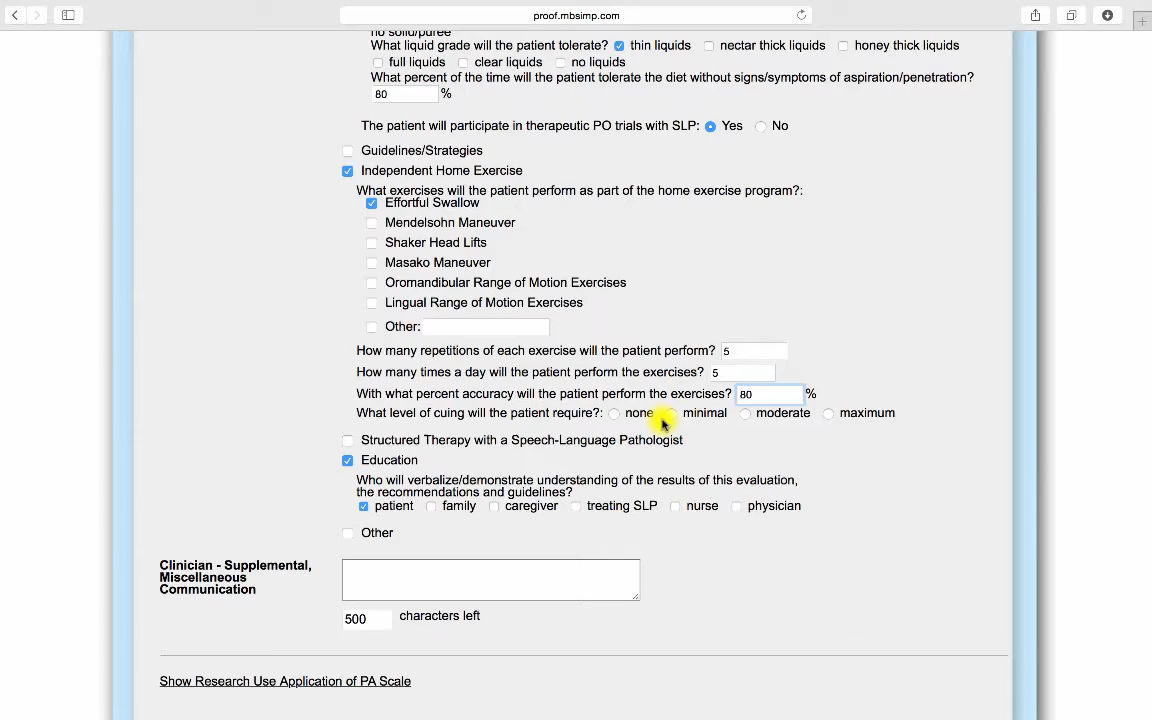 proof.mbsimp.com
no solid/puree
What liquid grade will the patient tolerate? thin liquids nectar thick liquids honey thick liquids
full liquids clear liquids no liquids
What percent of the time will the patient tolerate the diet without signs/symptoms of aspiration/penetration?
80 %
The patient will participate in therapeutic PO trials with SLP: Yes No
Guidelines/Strategies
Independent Home Exercise
What exercises will the patient perform as part of the home exercise program?:
Effortful Swallow
Mendelsohn Maneuver
Shaker Head Lifts
Masako Maneuver
Oromandibular Range of Motion Exercises
Lingual Range of Motion Exercises
Other:
How many repetitions of each exercise will the patient perform? 5
How many times a day will the patient perform the exercises? 5
With what percent accuracy will the patient perform the exercises? 80 %
What level of cuing will the patient require?: none minimal moderate maximum
Structured Therapy with a Speech-Language Pathologist
Education
Who will verbalize/demonstrate understanding of the results of this evaluation,
the recommendations and guidelines?
patient family caregiver treating SLP nurse physician
Other
Clinician - Supplemental,
Miscellaneous
Communication
500 characters left
Show Research Use Application of PA Scale